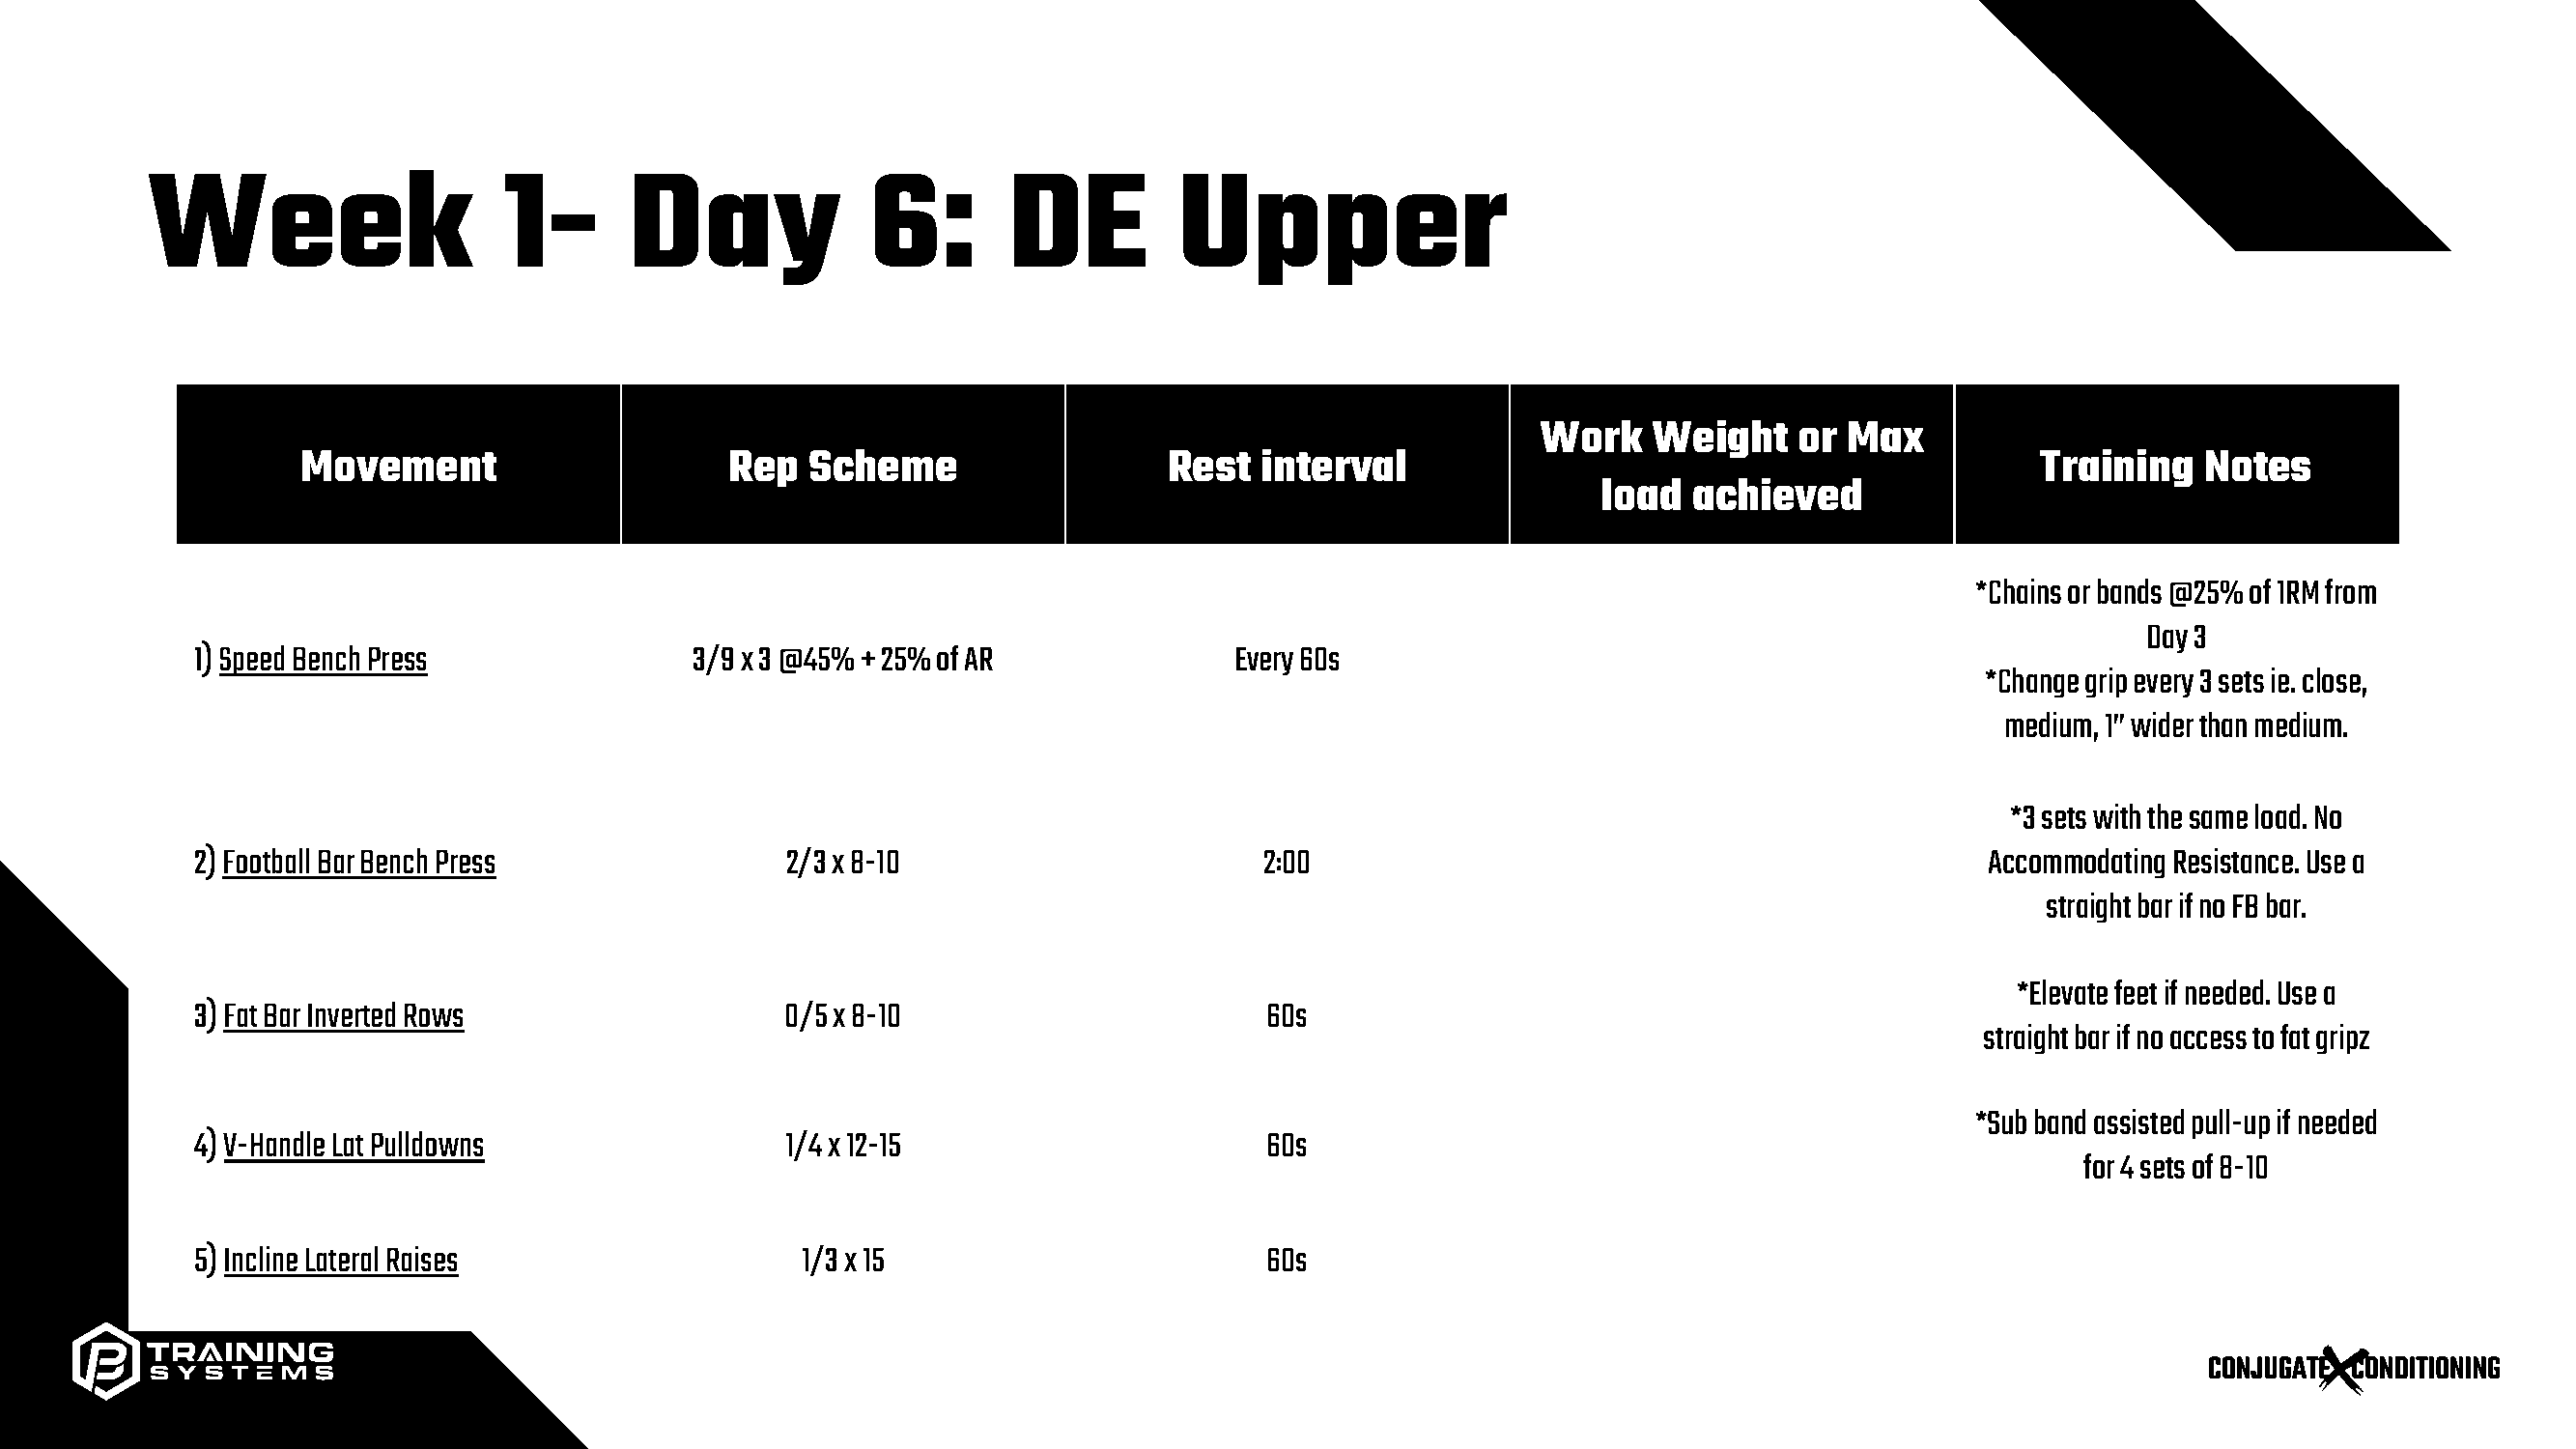 Week 1- Day 6: DE Upper
Movement
Rep Scheme
Rest interval
Work Weight or Max
load achieved
Training Notes
1) Speed Bench Press
3/9 x 3 @45% + 25% of AR
Every 60s
*Chains or bands @25% of 1RM from
Day 3
*Change grip every 3 sets ie. close,
medium, 1” wider than medium.
2) Football Bar Bench Press
2/3 x 8-10
2:00
*3 sets with the same load. No
Accommodating Resistance. Use a
straight bar if no FB bar.
3) Fat Bar Inverted Rows
0/5 x 8-10
60s
*Elevate feet if needed. Use a
straight bar if no access to fat gripz
4) V-Handle Lat Pulldowns
1/4 x 12-15
60s
*Sub band assisted pull-up if needed
for 4 sets of 8-10
5) Incline Lateral Raises
1/3 x 15
60s
TRAINING
SYSTEMS
CONJUGATE X CONDITIONING